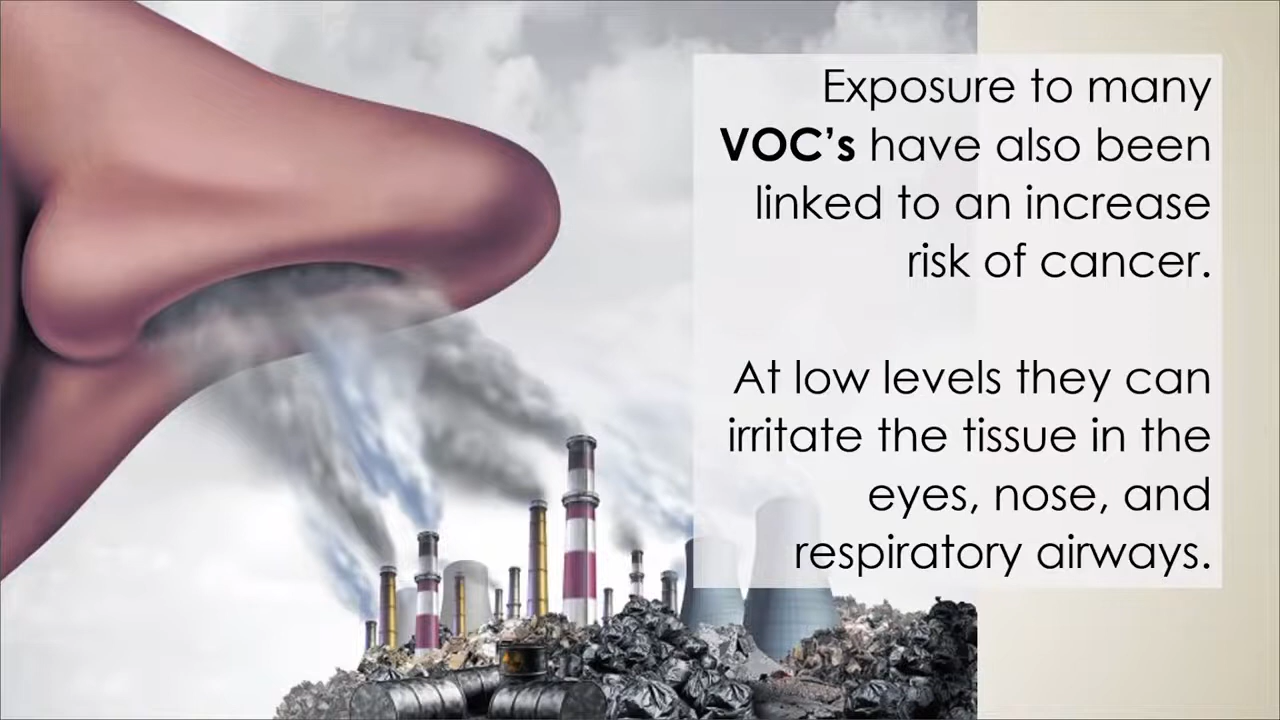 Exposure to many
VOC's have also been
linked to an increase
risk of cancer.
At low levels they can
irritate the tissue in the
eyes, nose, and
respiratory airways.